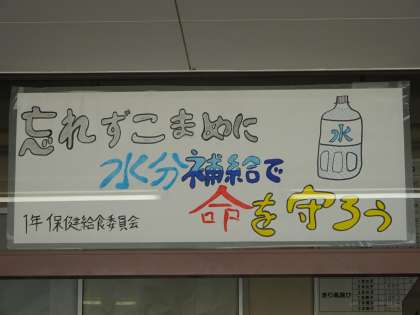 忘れずこまめに
水
水分補給で
命を守ろう
1年 保健給食委員会